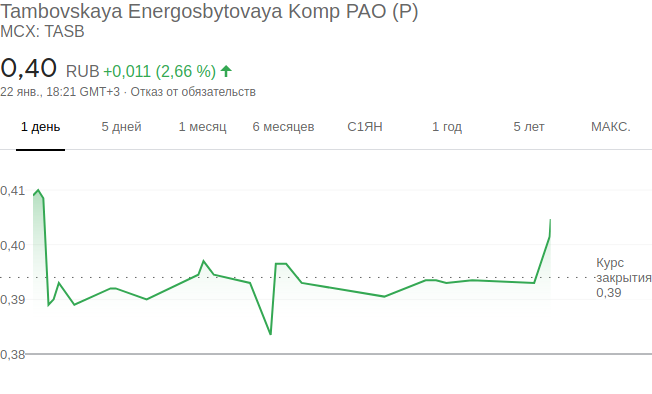 Tambovskaya Energosbytovaya Komp PAO (P)
MCX: TASB
0,40 RUB +0,011 (2,66 %)
22 янв., 18:21 GMT+3 · Отказ от обязательств
1 день 5 дней 1 месяц 6 месяцев С1ЯН 1 год 5 лет МАКС.
0,41
0,40
Курс
закрытия
0,39
0,39
0,38